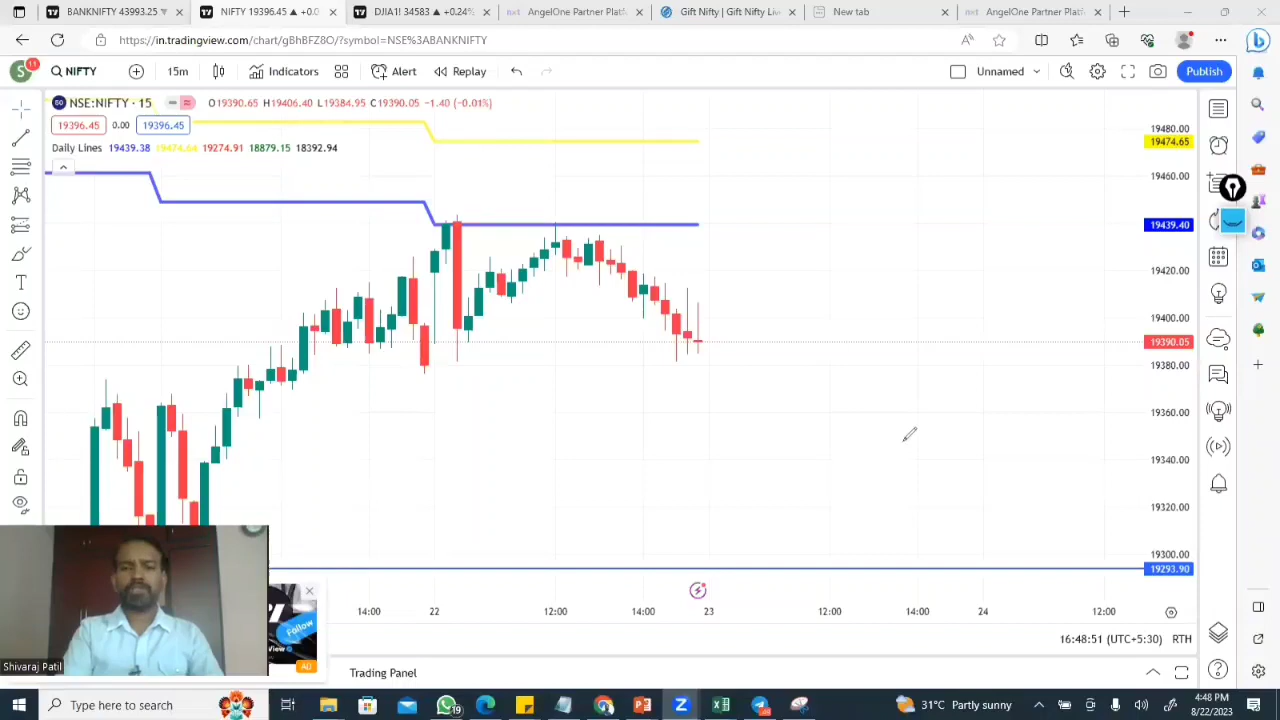 BANKNIFTY 43993.25
NIFTY 19396.45 ▲ +0.0
DJIA1! 34583 ▲ +0.24%
AngelOne Partner Platf
Gift Nifty | Gift Nifty Liv
New tab
AngelOne Partner Platf
https://in.tradingview.com/chart/gBhBFZ8O/?symbol=NSE%3ABANKNIFTY
S
11
NIFTY
15m
Indicators
Alert
Replay
Unnamed
Publish
NSE:NIFTY · 15
O19390.65 H19406.40 L19384.95 C19390.05 −1.40 (−0.01%)
19396.45
0.00
19396.45
Daily Lines 19439.38 19474.64 19274.91 18879.15 18392.94
19480.00
19474.65
19460.00
19439.40
19420.00
19400.00
19390.05
19380.00
19360.00
19340.00
19320.00
19300.00
19293.90
14:00
22
12:00
14:00
23
12:00
14:00
24
12:00
Follow
AD
16:48:51 (UTC+5:30)
RTH
Shivaraj Patil
Trading Panel
Type here to search
31°C Partly sunny
4:48 PM
8/22/2023